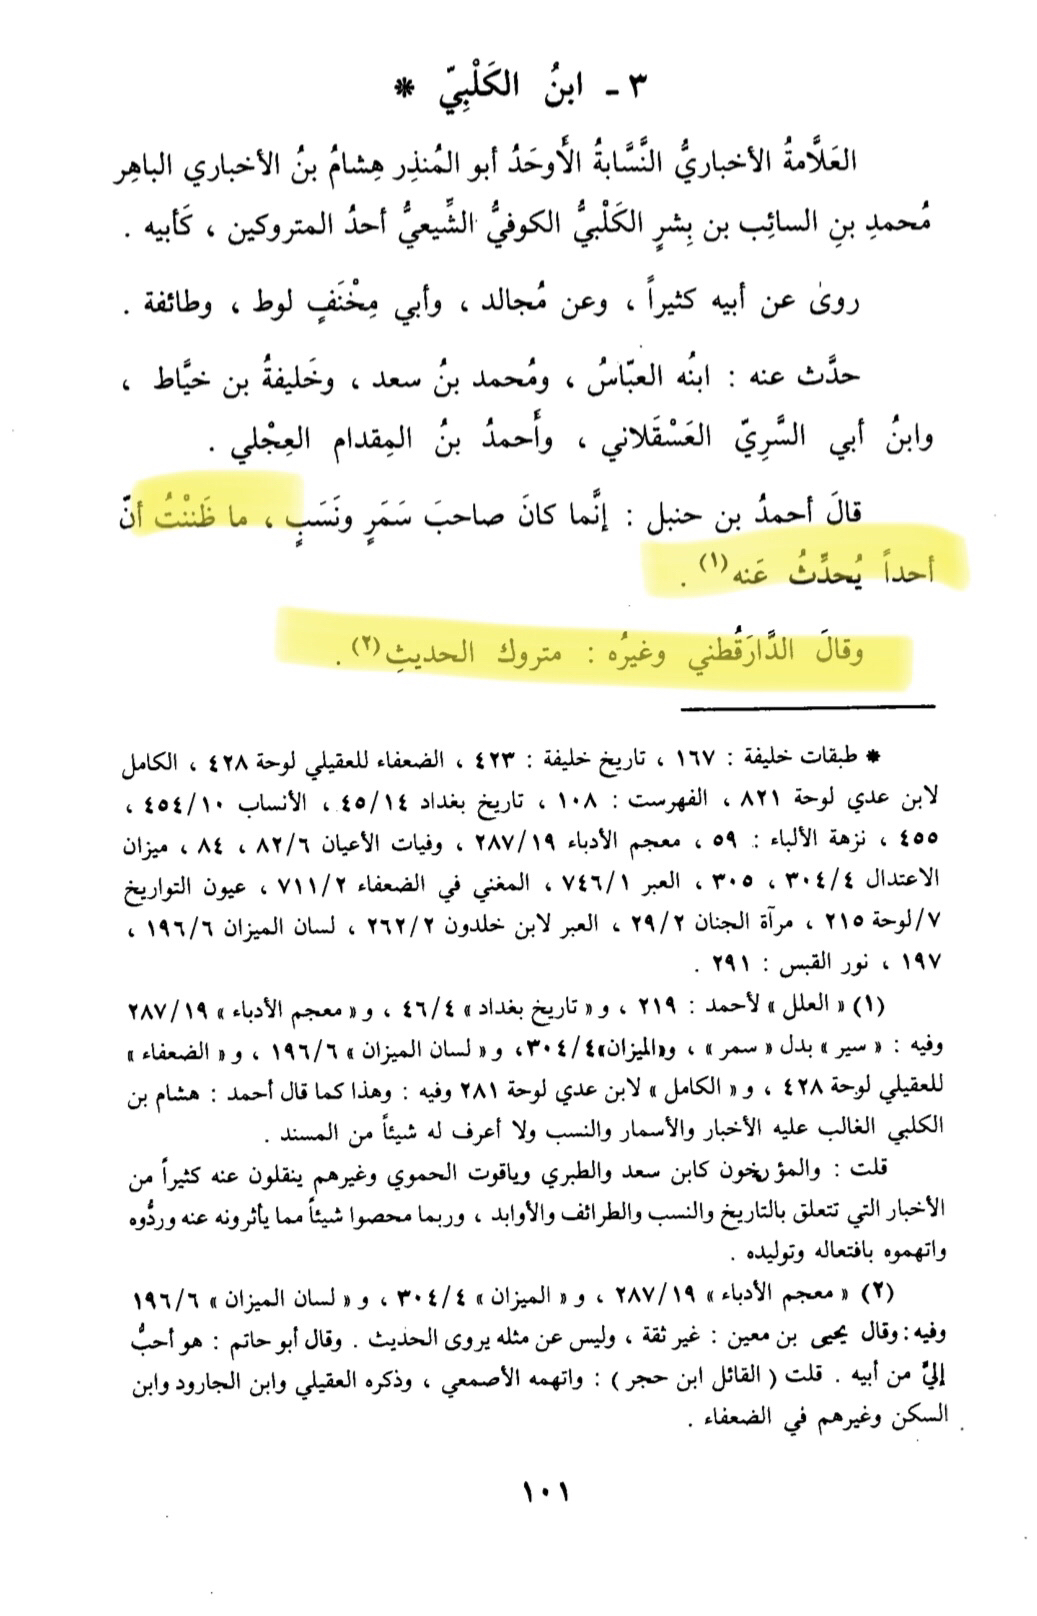 ٣ - ابنُ الكَلْبِيّ *
العَلَّامةُ الأخباريُّ النَّسَّابةُ الأَوحَدُ أبو المُنذِر هِشامُ بنُ الأخباري الباهِر
مُحمدِ بنِ السائِب بن بِشرٍ الكَلْبيُّ الكوفيُّ الشِّيعيُّ أحدُ المتروكين ، كَأبيه .
روىٰ عن أبيه كثيراً ، وعن مُجالد ، وأبي مِخْنَفٍ لوط ، وطائفة .
حدَّث عنه : ابنُه العبّاسُ ، ومُحمد بنُ سعد ، وخَليفةُ بن خيَّاط ،
وابنُ أبي السَّرِيّ العَسْقَلاني ، وأَحمدُ بنُ المِقدام العِجْلي .
قالَ أحمدُ بن حنبل : إنَّما كانَ صاحبَ سَمَرٍ ونَسَبٍ ، ما ظَننْتُ أنَّ
أحداً يُحدِّثُ عَنه(١) .
وقالَ الدَّارَقُطني وغيرُه : متروك الحديثِ(٢) .
* طبقات خليفة : ١٦٧ ، تاريخ خليفة : ٤٢٣ ، الضعفاء للعقيلي لوحة ٤٢٨ ، الكامل
لابن عدي لوحة ٨٢١ ، الفهرست : ١٠٨ ، تاريخ بغداد ٤٥/١٤ ، الأنساب ٤٥٤/١٠ ،
٤٥٥ ، نزهة الألباء : ٥٩ ، معجم الأدباء ٢٨٧/١٩ ، وفيات الأعيان ٨٢/٦ ، ٨٤ ، ميزان
الاعتدال ٣٠٤/٤ ، ٣٠٥ ، العبر ٧٤٦/١ ، المغني في الضعفاء ٧١١/٢ ، عيون التواريخ
٧/لوحة ٢١٥ ، مرآة الجنان ٢٩/٢ ، العبر لابن خلدون ٢٦٢/٢ ، لسان الميزان ١٩٦/٦ ،
١٩٧ ، نور القبس : ٢٩١ .
(١) « العلل » لأحمد : ٢١٩ ، و « تاريخ بغداد » ٤٦/٤ ، و « معجم الأدباء » ٢٨٧/١٩
وفيه : « سير » بدل « سمر » ، و«الميزان»٣٠٤/٤، و « لسان الميزان » ١٩٦/٦ ، و « الضعفاء »
للعقيلي لوحة ٤٢٨ ، و « الكامل » لابن عدي لوحة ٢٨١ وفيه : وهذا كما قال أحمد : هشام بن
الكلبي الغالب عليه الأخبار والأسمار والنسب ولا أعرف له شيئاً من المسند .
قلت : والمؤرخون كابن سعد والطبري وياقوت الحموي وغيرهم ينقلون عنه كثيراً من
الأخبار التي تتعلق بالتاريخ والنسب والطرائف والأوابد ، وربما محصوا شيئاً مما يأثرونه عنه وردُّوه
واتهموه بافتعاله وتوليده .
(٢) « معجم الأدباء » ٢٨٧/١٩ ، و « الميزان » ٣٠٤/٤ ، و « لسان الميزان » ١٩٦/٦
وفيه : وقال يحيى بن معين : غير ثقة ، وليس عن مثله يروى الحديث . وقال أبو حاتم : هو أحبُّ
إليَّ من أبيه . قلت ( القائل ابن حجر ) : واتهمه الأصمعي ، وذكره العقيلي وابن الجارود وابن
السكن وغيرهم في الضعفاء .
١٠١